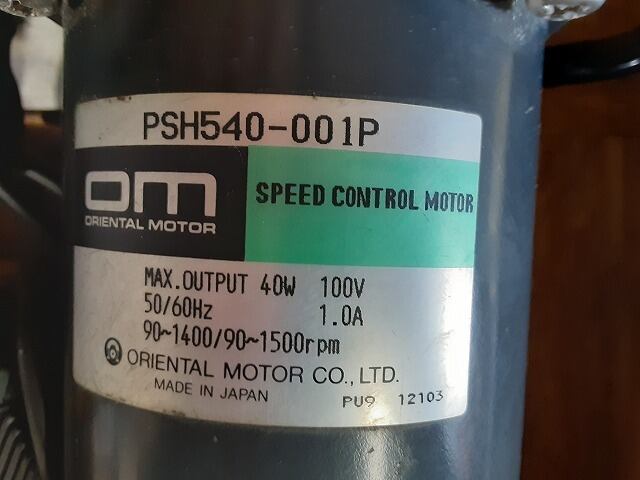 PSH540-001P
om
ORIENTAL MOTOR
SPEED CONTROL MOTOR
MAX.OUTPUT 40W 100V
50/60Hz 1.0A
90~1400/90~1500rpm
ORIENTAL MOTOR CO., LTD.
MADE IN JAPAN PU9 12103